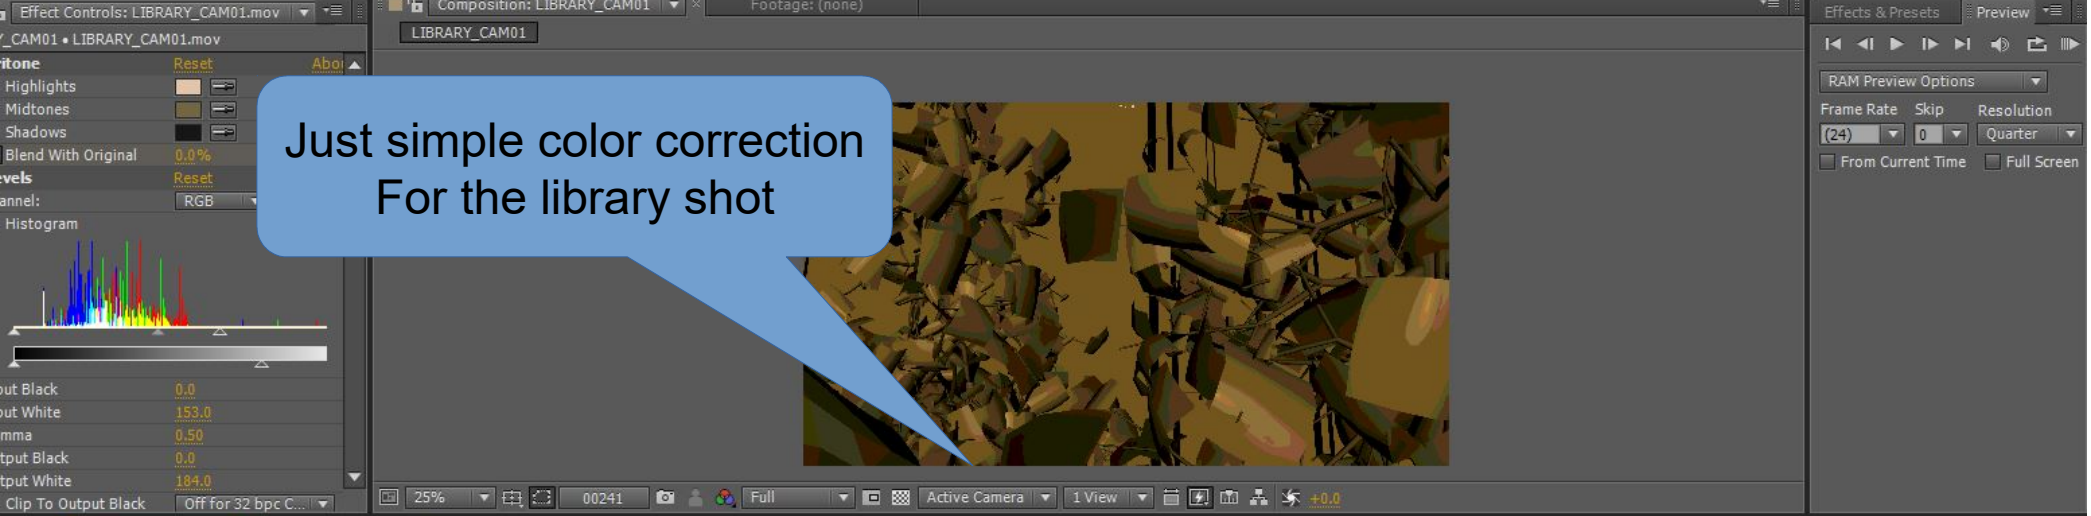 Effect Controls: LIBRARY_CAM01.mov
Y_CAM01 • LIBRARY_CAM01.mov
ritone Reset Abou
Highlights
Midtones
Shadows
Blend With Original 0.0%
evels Reset
annel: RGB
Histogram
out Black 0.0
out White 153.0
mma 0.50
tput Black 0.0
tput White 184.0
Clip To Output Black Off for 32 bpc C...
Composition: LIBRARY_CAM01
Footage: (none)
LIBRARY_CAM01
Just simple color correction
For the library shot
25% 00241 Full Active Camera 1 View +0.0
Effects & Presets Preview
RAM Preview Options
Frame Rate Skip Resolution
(24) 0 Quarter
From Current Time Full Screen